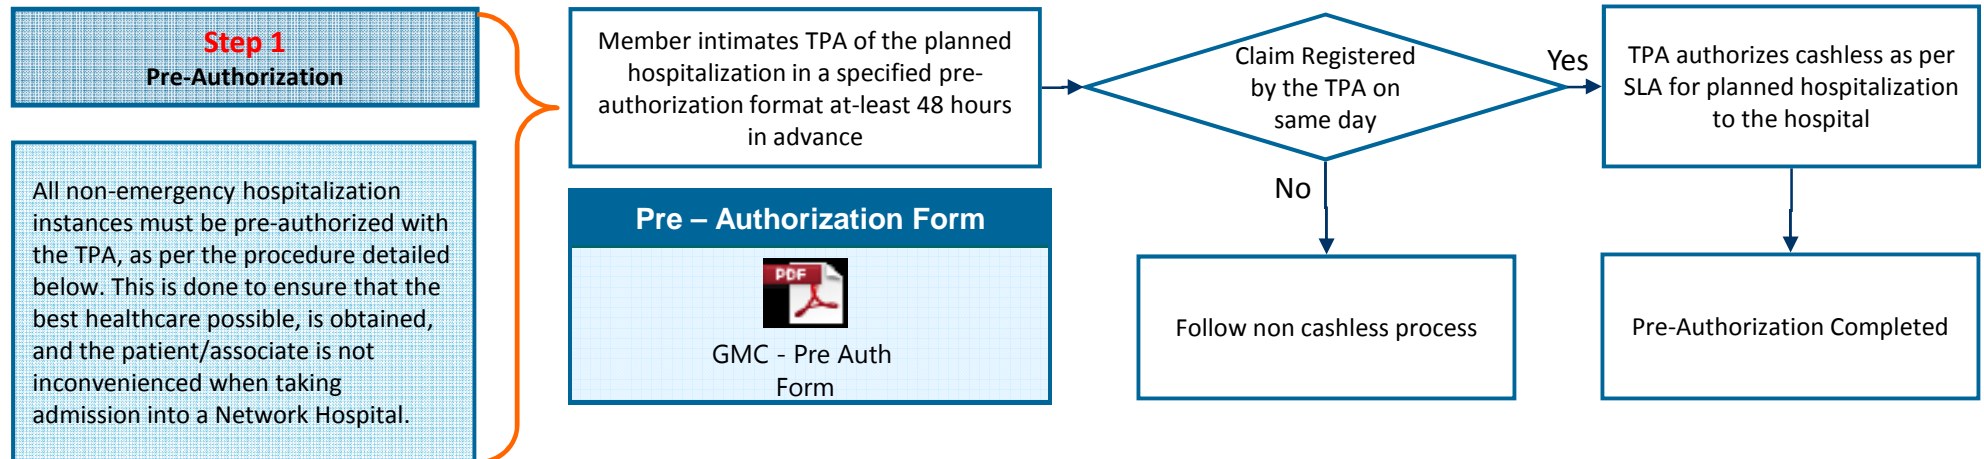 Step 1
Pre-Authorization
All non-emergency hospitalization
instances must be pre-authorized with
the TPA, as per the procedure detailed
below. This is done to ensure that the
best healthcare possible, is obtained,
and the patient/associate is not
inconvenienced when taking
admission into a Network Hospital.
Member intimates TPA of the planned
hospitalization in a specified pre-
authorization format at-least 48 hours
in advance
Pre – Authorization Form
PDF
GMC - Pre Auth
Form
Claim Registered
by the TPA on
same day
Yes
No
TPA authorizes cashless as per
SLA for planned hospitalization
to the hospital
Follow non cashless process
Pre-Authorization Completed